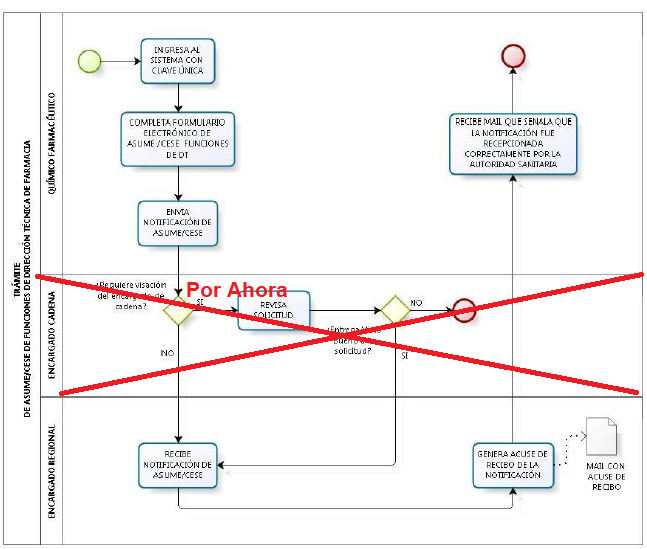 TRÁMITE
DE ASUME/CESE DE FUNCIONES DE DIRECCIÓN TÉCNICA DE FARMACIA
QUÍMICO FARMACÉUTICO
INGRESA AL
SISTEMA CON
CLAVE ÚNICA
COMPLETA FORMULARIO
ELECTRÓNICO DE
ASUME /CESE FUNCIONES
DE DT
ENVIA
NOTIFICACIÓN DE
ASUME/CESE
RECIBE MAIL QUE SEÑALA QUE
LA NOTIFICACIÓN FUE
RECEPCIONADA
CORRECTAMENTE POR LA
AUTORIDAD SANITARIA
ENCARGADO CADENA
¿Requiere visación
del encargado de
cadena?
Por Ahora
SI
REVISA
SOLICITUD
NO
¿Entrega
solicitud?
SI
NO
ENCARGADO REGIONAL
RECIBE
NOTIFICACIÓN DE
ASUME/CESE
GENERA ACUSE DE
RECIBO DE LA
NOTIFICACIÓN
MAIL CON
ACUSE DE
RECIBO